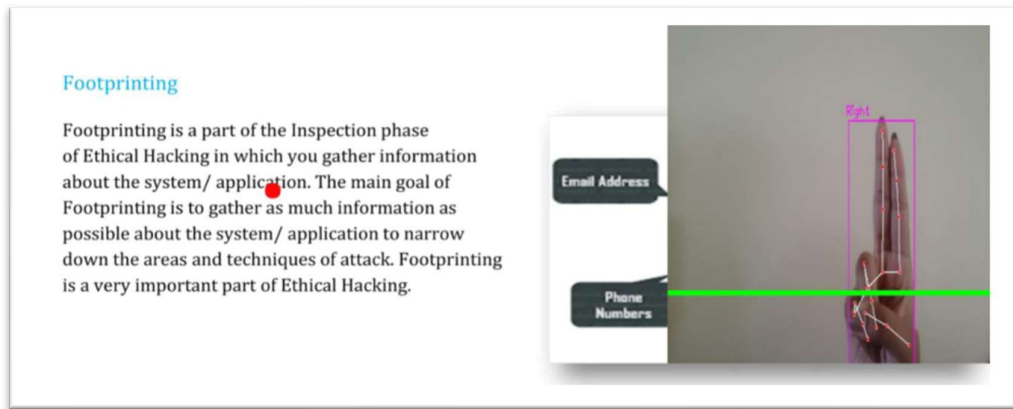 Footprinting
Footprinting is a part of the Inspection phase
of Ethical Hacking in which you gather information
about the system/ application. The main goal of
Footprinting is to gather as much information as
possible about the system/ application to narrow
down the areas and techniques of attack. Footprinting
is a very important part of Ethical Hacking.
Email Address
Phone
Numbers
Right